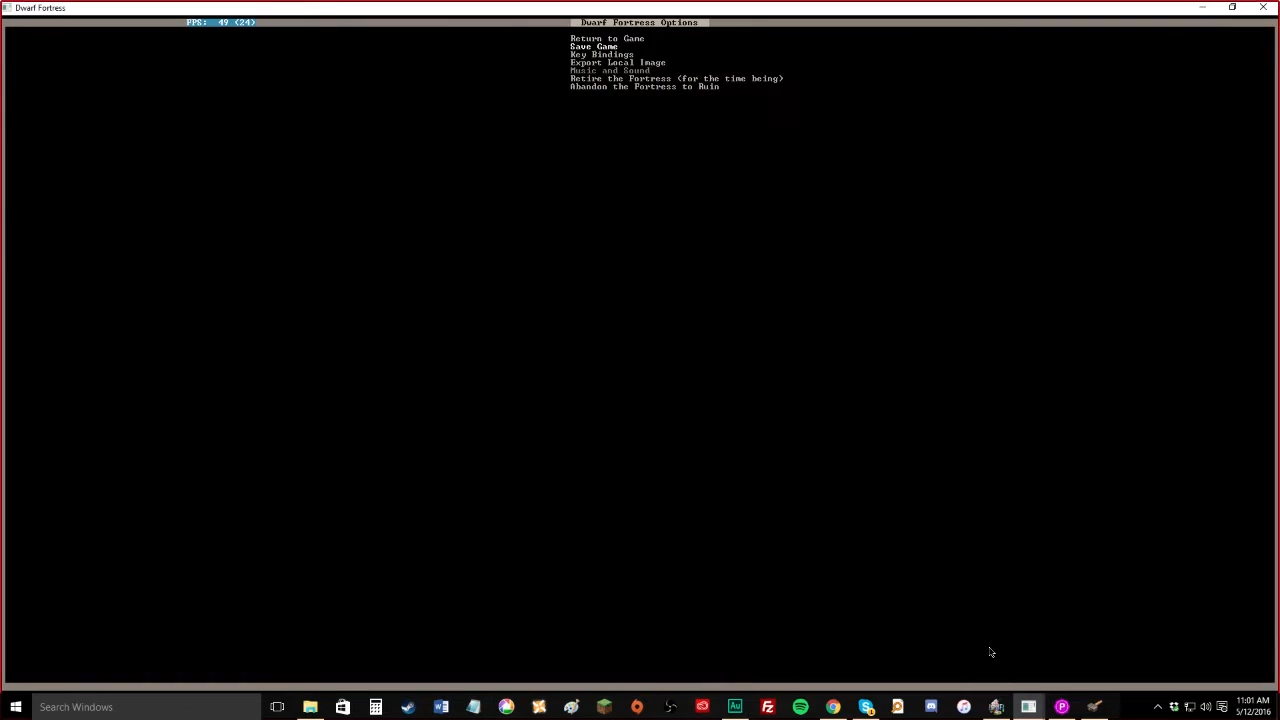 Dwarf Fortress
FPS: 49 (24)
Dwarf Fortress Options
Return to Game
Save Game
Key Bindings
Export Local Image
Music and Sound
Retire the Fortress (for the time being)
Abandon the Fortress to Ruin
Search Windows
11:01 AM
5/12/2016